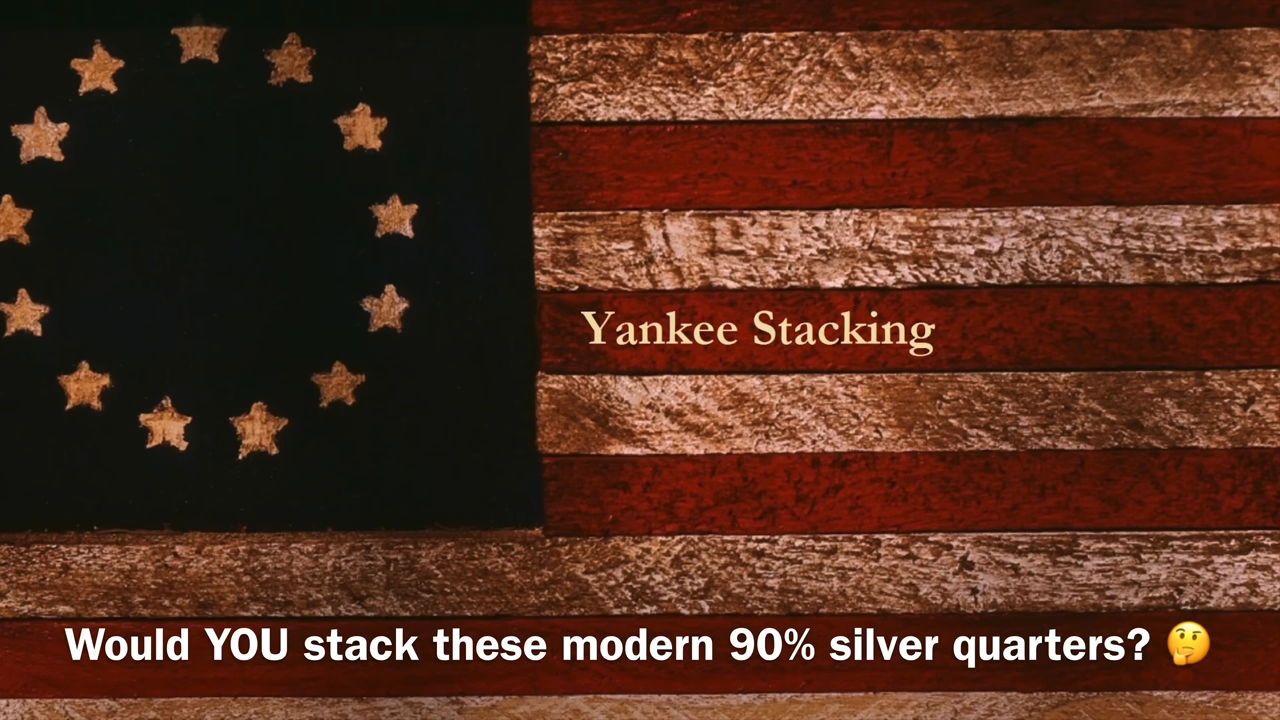 Yankee Stacking
Would YOU stack these modern 90% silver quarters? 🤔